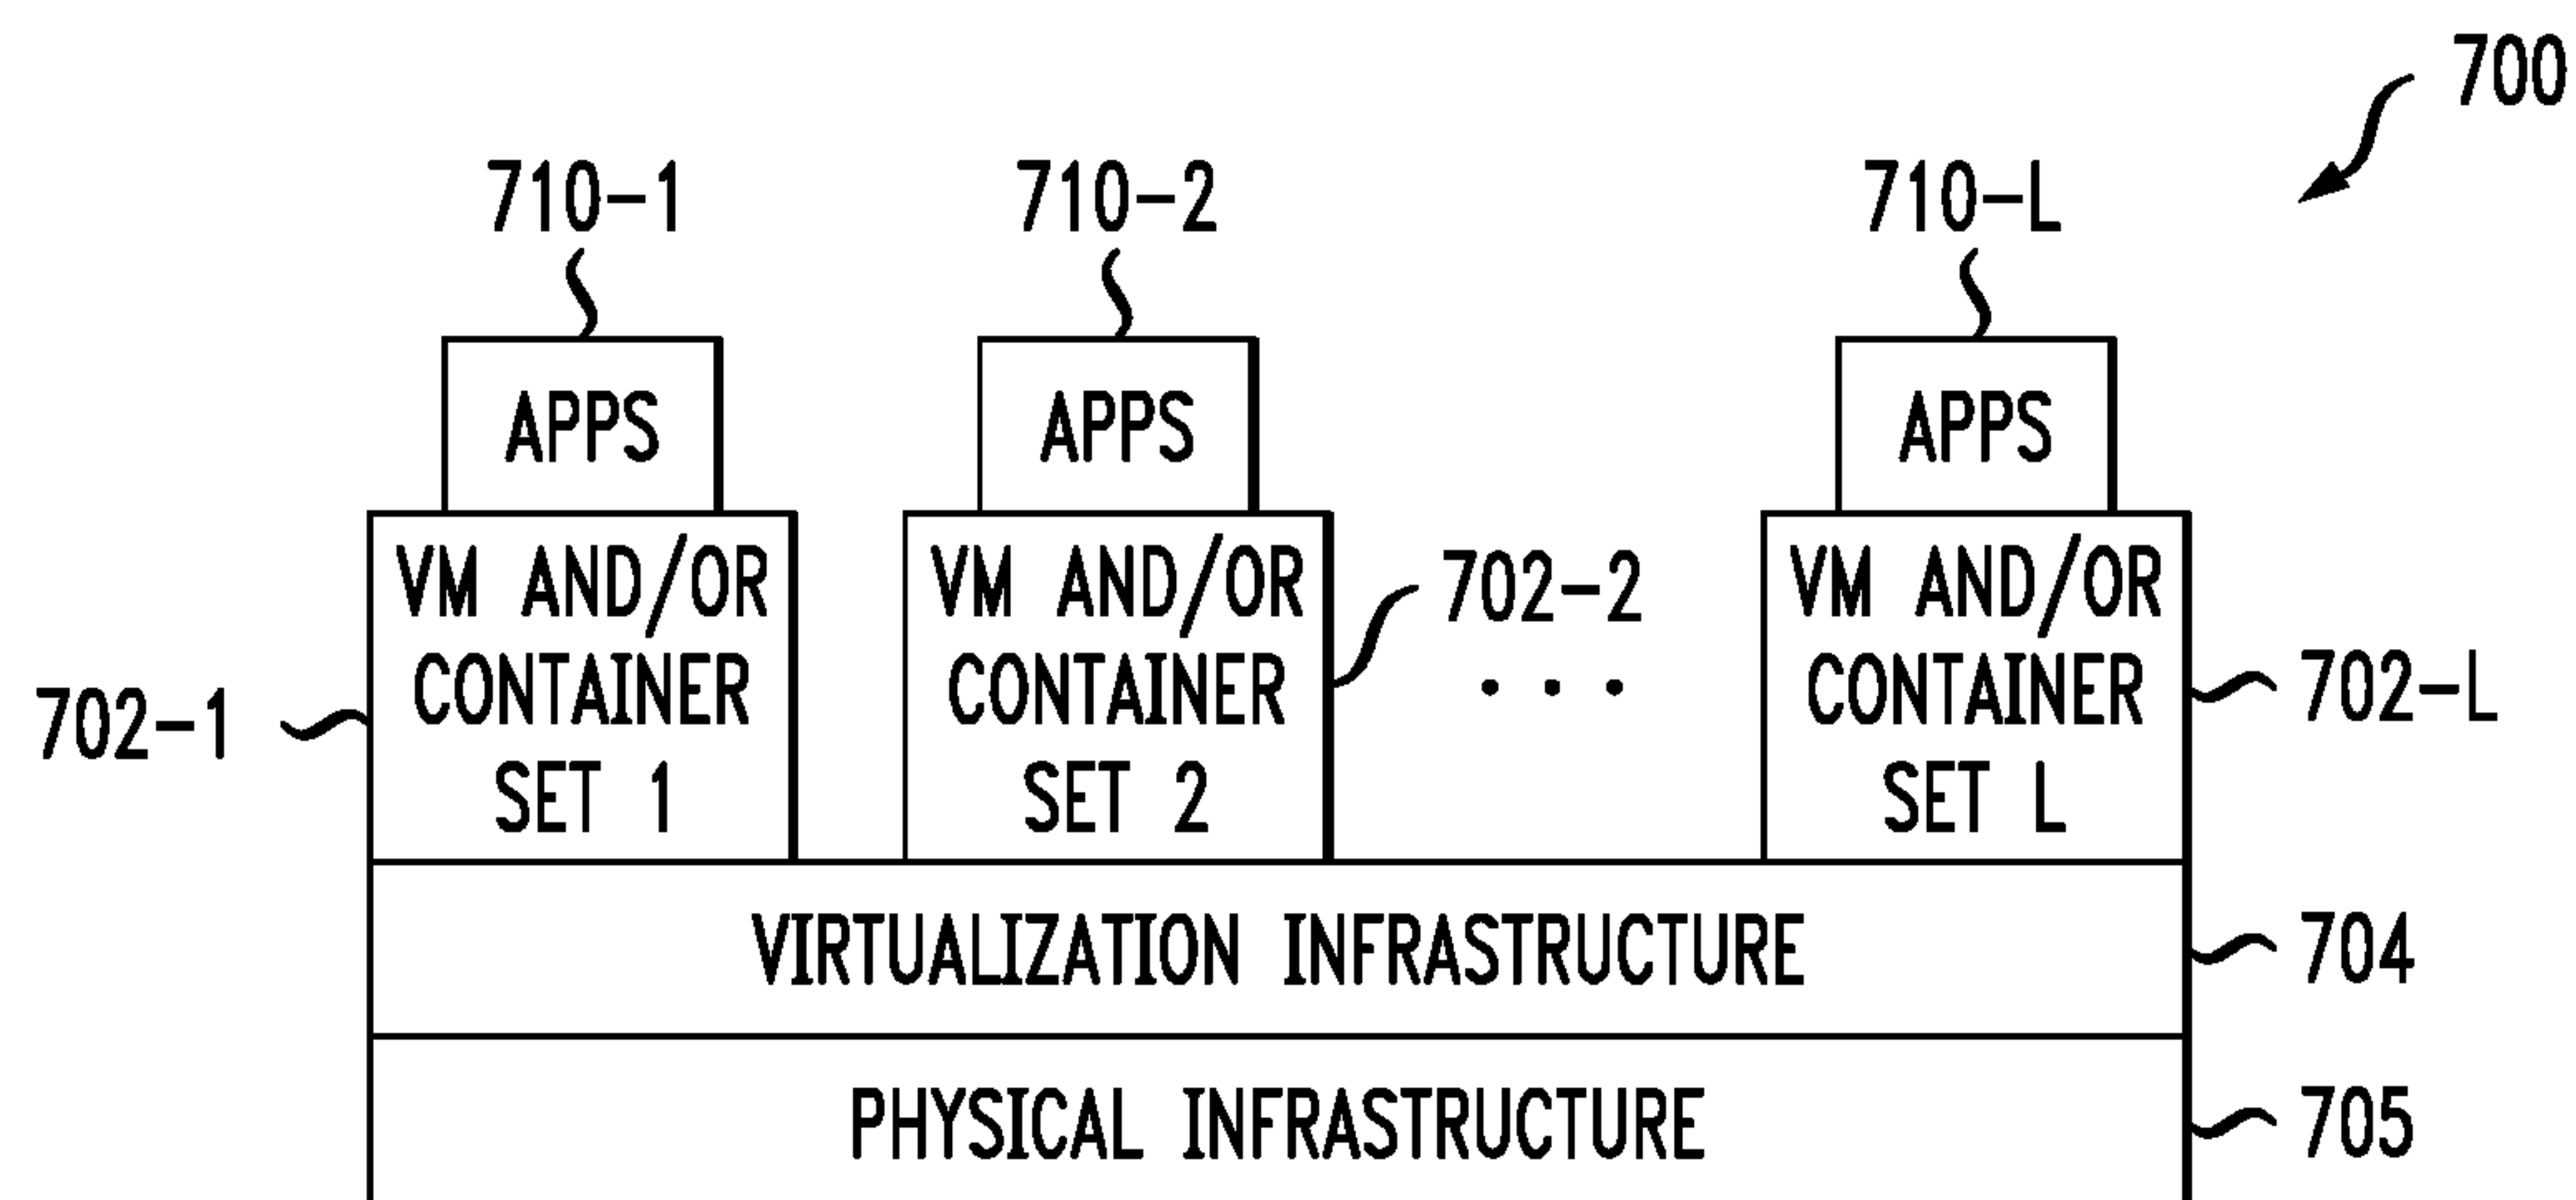 700
710-1
710-2
710-L
APPS
APPS
APPS
VM AND/OR
CONTAINER
SET 1
VM AND/OR
CONTAINER
SET 2
VM AND/OR
CONTAINER
SET L
702-1
702-2
. . .
702-L
VIRTUALIZATION INFRASTRUCTURE
704
PHYSICAL INFRASTRUCTURE
705